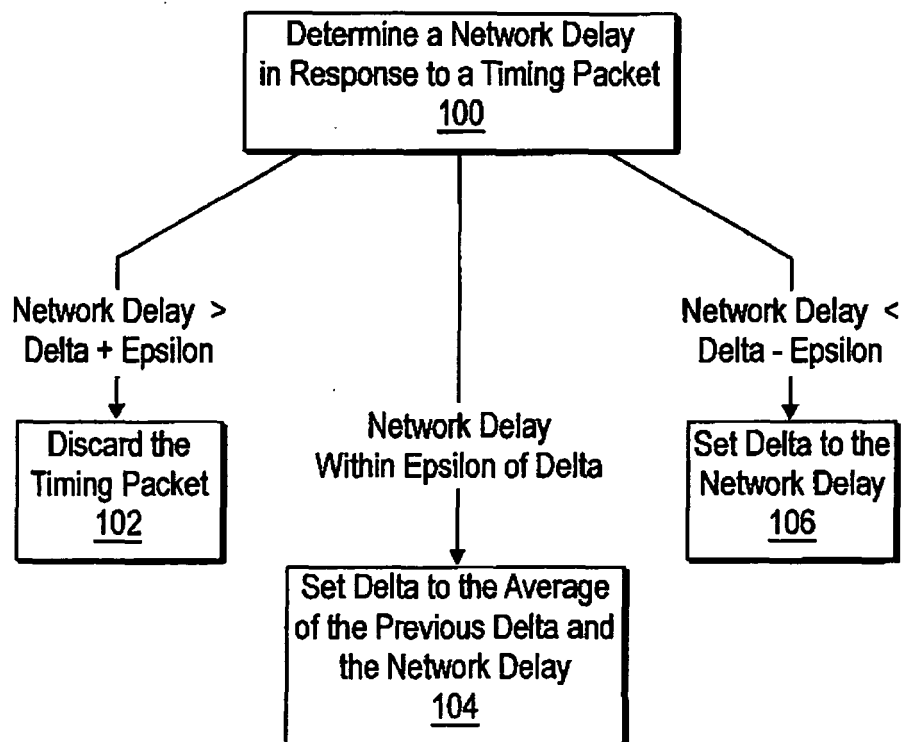 Determine a Network Delay
in Response to a Timing Packet
100
Network Delay >
Delta + Epsilon
Network Delay <
Delta - Epsilon
Network Delay
Within Epsilon of Delta
Discard the
Timing Packet
102
Set Delta to the
Network Delay
106
Set Delta to the Average
of the Previous Delta and
the Network Delay
104